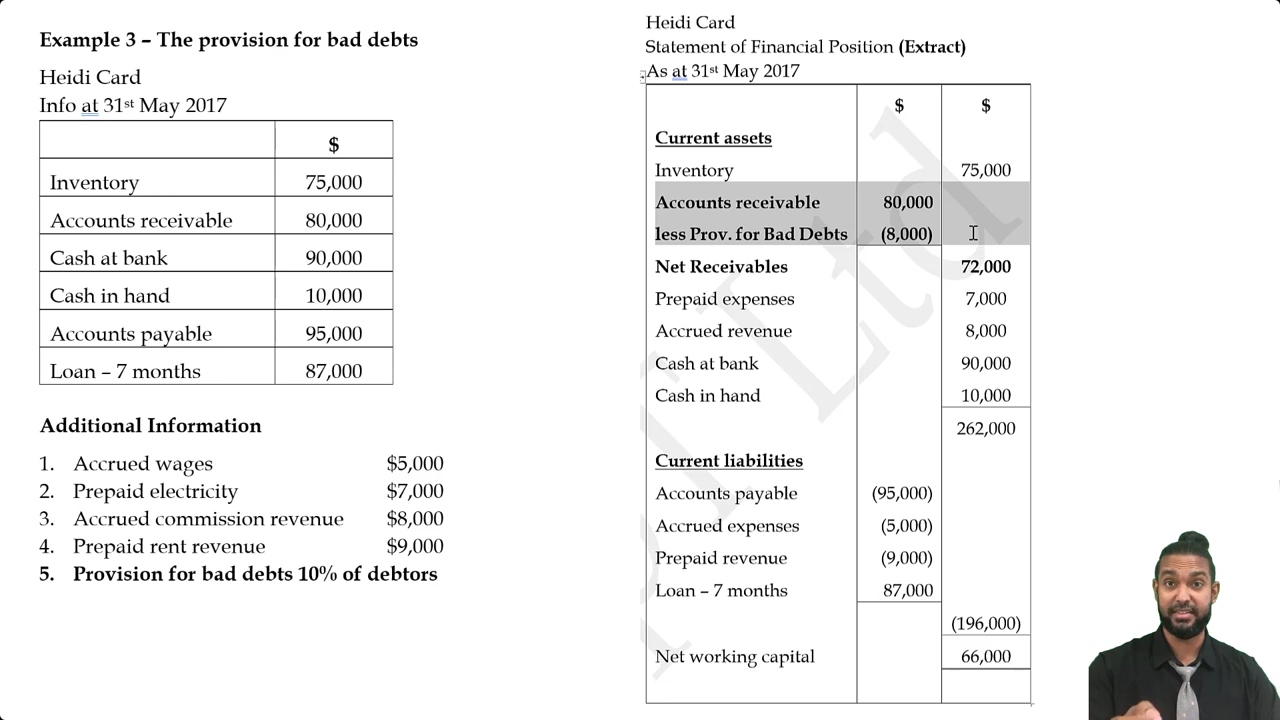 Example 3 – The provision for bad debts
Heidi Card
Info at 31st May 2017
$
Inventory 75,000
Accounts receivable 80,000
Cash at bank 90,000
Cash in hand 10,000
Accounts payable 95,000
Loan – 7 months 87,000
Additional Information
1. Accrued wages $5,000
2. Prepaid electricity $7,000
3. Accrued commission revenue $8,000
4. Prepaid rent revenue $9,000
5. Provision for bad debts 10% of debtors
Heidi Card
Statement of Financial Position (Extract)
As at 31st May 2017
$ $
Current assets
Inventory 75,000
Accounts receivable 80,000
less Prov. for Bad Debts (8,000)
Net Receivables 72,000
Prepaid expenses 7,000
Accrued revenue 8,000
Cash at bank 90,000
Cash in hand 10,000
262,000
Current liabilities
Accounts payable (95,000)
Accrued expenses (5,000)
Prepaid revenue (9,000)
Loan – 7 months 87,000
(196,000)
Net working capital 66,000
Ltd